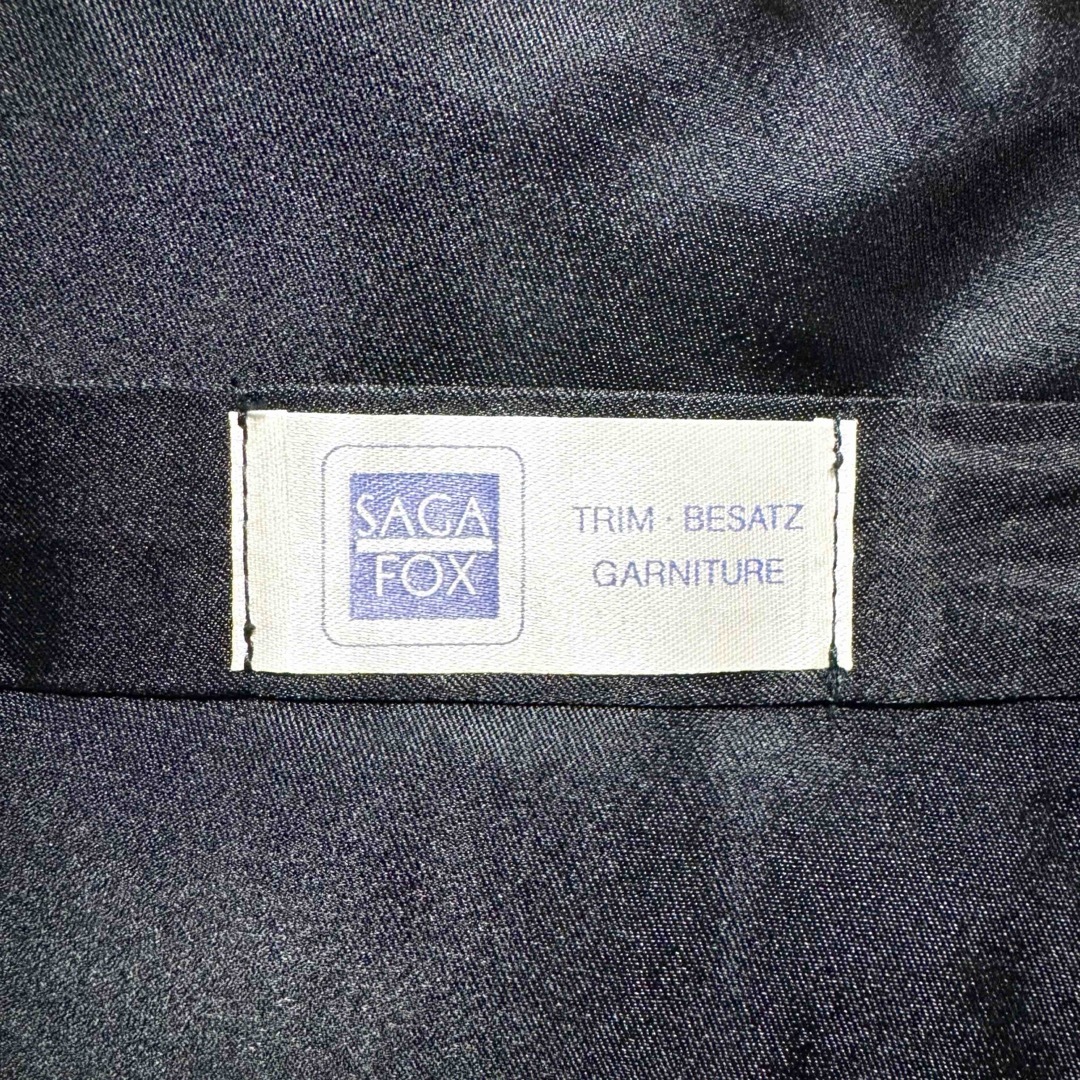 SAGA
FOX
TRIM · BESATZ
GARNITURE